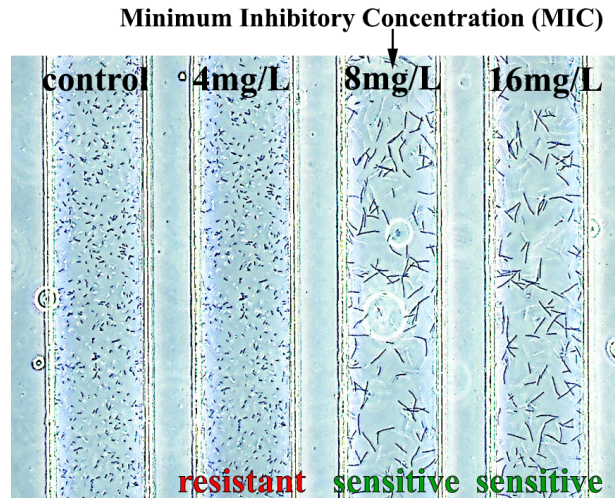 Minimum Inhibitory Concentration (MIC)
control 4mg/L 8mg/L 16mg/L
resistant sensitive sensitive